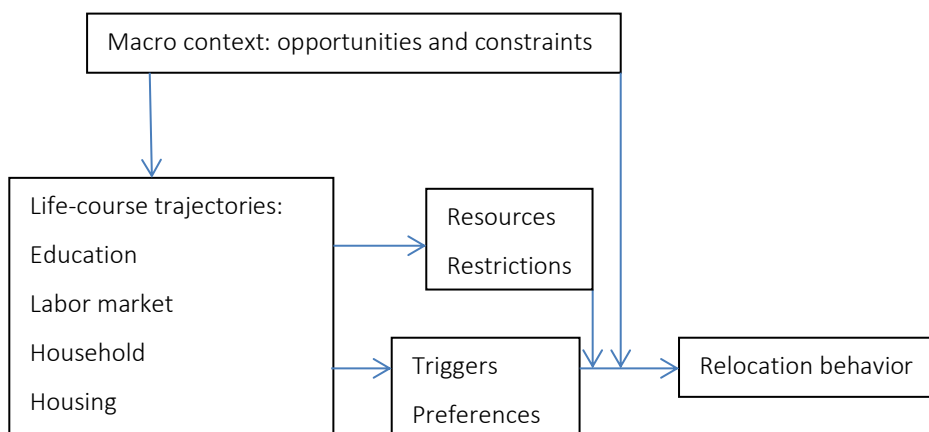 Macro context: opportunities and constraints
Life-course trajectories:
Education
Labor market
Household
Housing
Resources
Restrictions
Triggers
Preferences
Relocation behavior